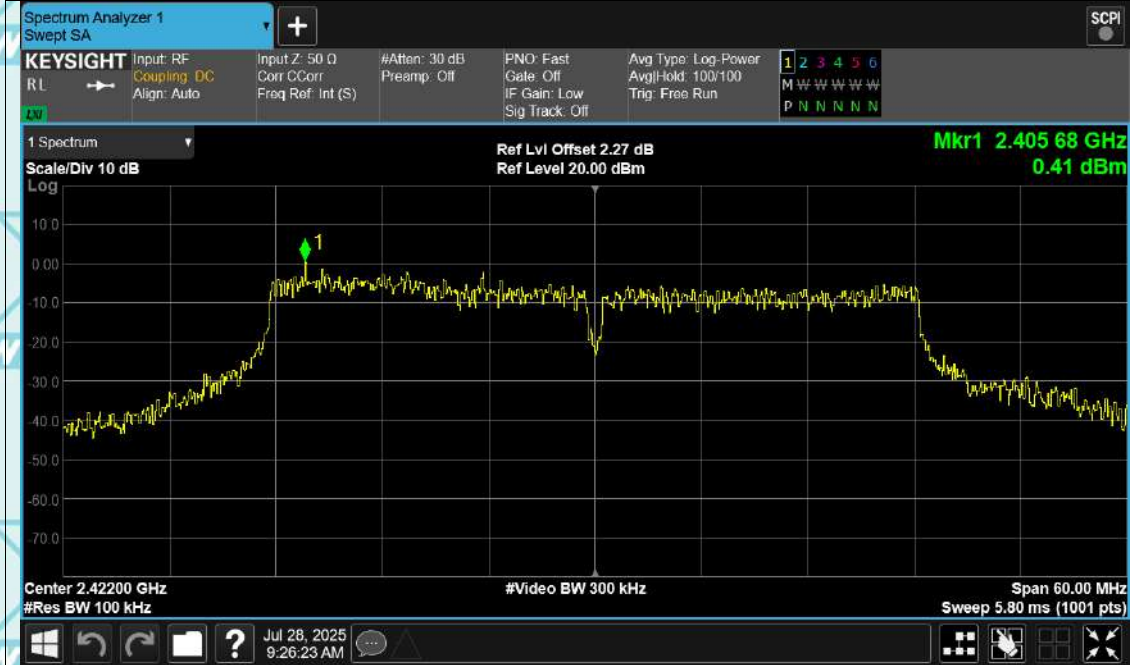 Spectrum Analyzer 1
Swept SA
+
SCPI
KEYSIGHT
RL
LXI
Input: RF
Coupling: DC
Align: Auto
Input Z: 50 Ω
Corr CCorr
Freq Ref: Int (S)
#Atten: 30 dB
Preamp: Off
PNO: Fast
Gate: Off
IF Gain: Low
Sig Track: Off
Avg Type: Log-Power
Avg|Hold: 100/100
Trig: Free Run
1 2 3 4 5 6
M W W W W W
P N N N N N
1 Spectrum
Scale/Div 10 dB
Ref Lvl Offset 2.27 dB
Ref Level 20.00 dBm
Mkr1 2.405 68 GHz
0.41 dBm
Log
10.0
1
0.00
-10.0
-20.0
-30.0
-40.0
-50.0
-60.0
-70.0
Center 2.42200 GHz
#Video BW 300 kHz
Span 60.00 MHz
#Res BW 100 kHz
Sweep 5.80 ms (1001 pts)
?
Jul 28, 2025
9:26:23 AM